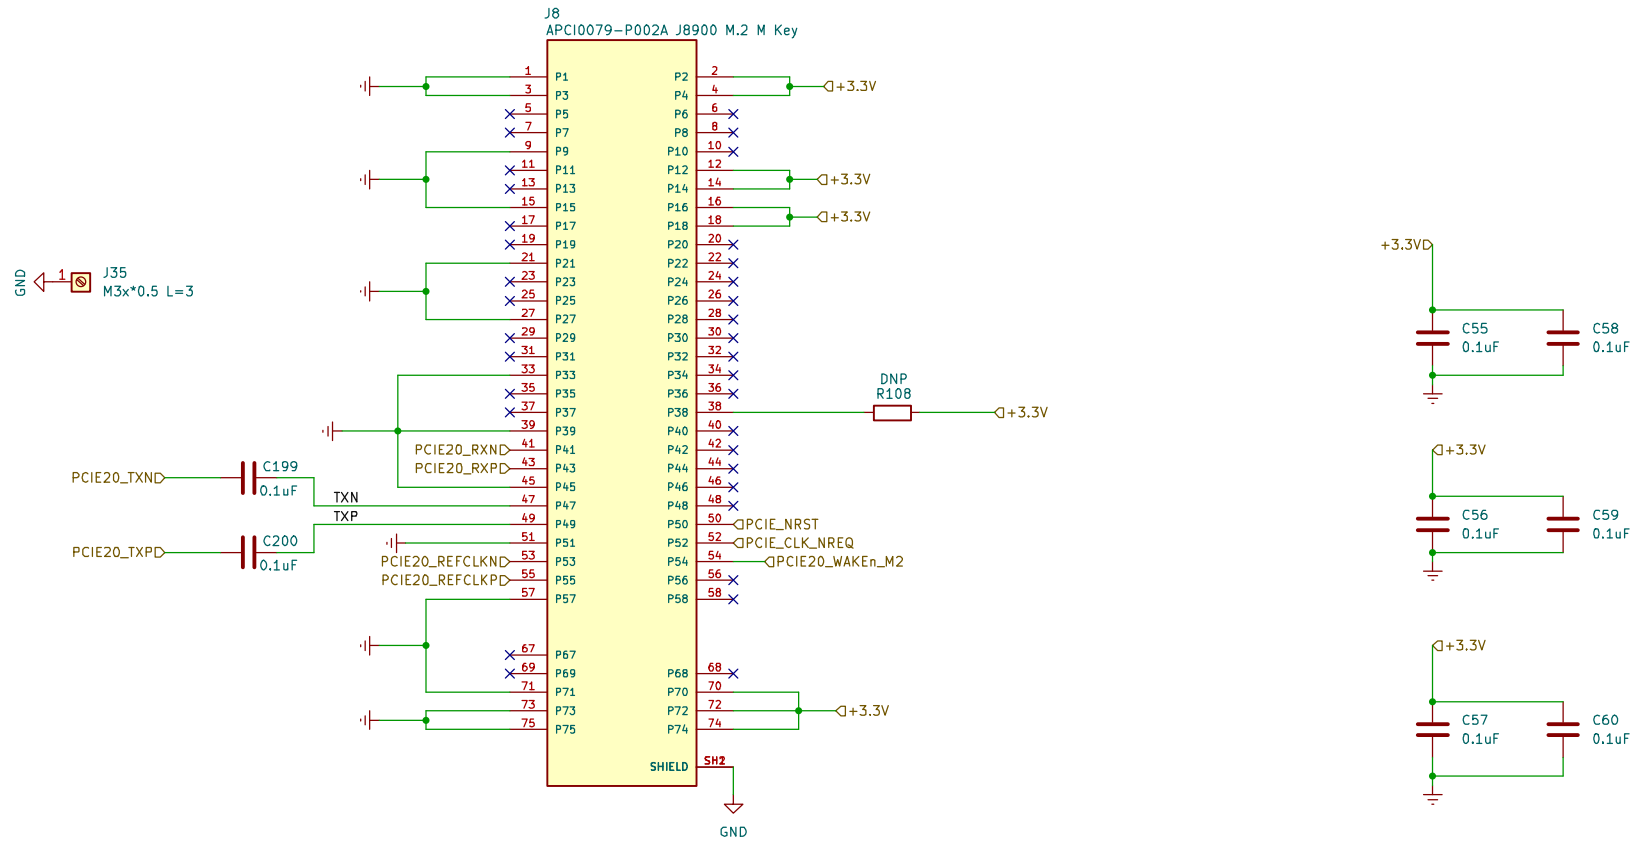 J8
APCI0079-P002A J8900 M.2 M Key
1 P1 P2 2
3 P3 P4 4 +3.3V
5 P5 P6 6
7 P7 P8 8
9 P9 P10 10
11 P11 P12 12
13 P13 P14 14 +3.3V
15 P15 P16 16
17 P17 P18 18 +3.3V
19 P19 P20 20
21 P21 P22 22
23 P23 P24 24
25 P25 P26 26
27 P27 P28 28
29 P29 P30 30
31 P31 P32 32
33 P33 P34 34
35 P35 P36 36
37 P37 P38 38
39 P39 P40 40
PCIE20_RXN 41 P41 P42 42
PCIE20_RXP 43 P43 P44 44
45 P45 P46 46
TXN 47 P47 P48 48
TXP 49 P49 P50 50 PCIE_NRST
51 P51 P52 52 PCIE_CLK_NREQ
PCIE20_REFCLKN 53 P53 P54 54 PCIE20_WAKEn_M2
PCIE20_REFCLKP 55 P55 P56 56
57 P57 P58 58
67 P67
69 P69 P68 68
71 P71 P70 70
73 P73 P72 72 +3.3V
75 P75 P74 74
SHIELD
GND
GND
1
J35
M3x*0.5 L=3
PCIE20_TXN
C199
0.1uF
PCIE20_TXP
C200
0.1uF
DNP
R108
+3.3V
+3.3V
C55
0.1uF
C58
0.1uF
+3.3V
C56
0.1uF
C59
0.1uF
+3.3V
C57
0.1uF
C60
0.1uF